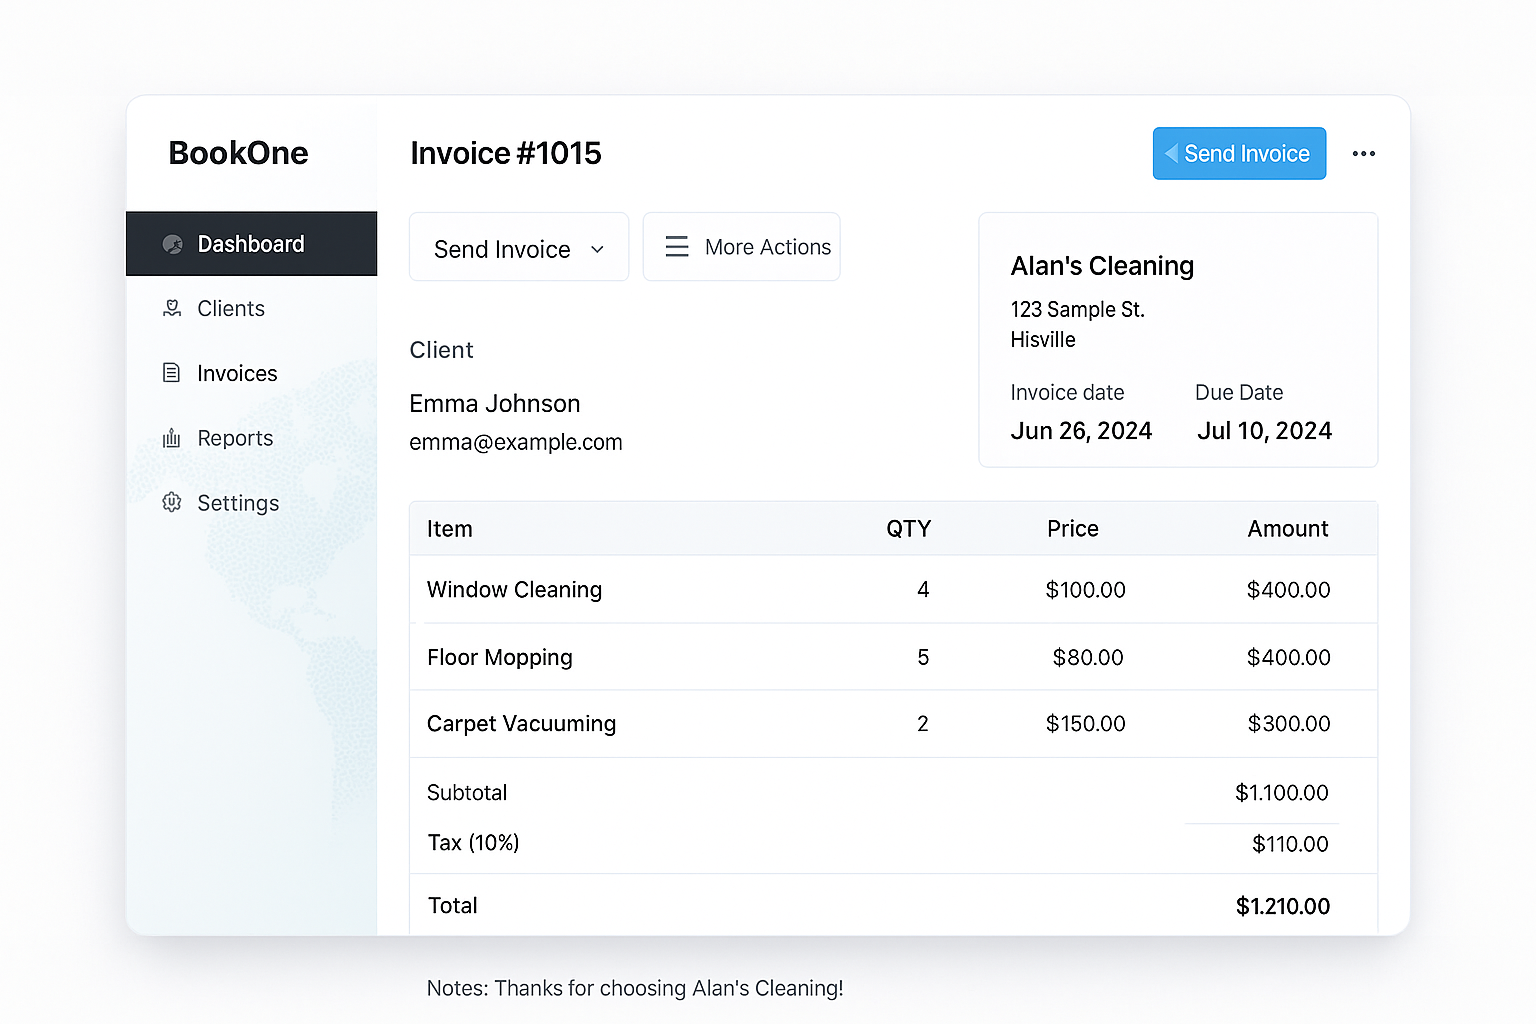 BookOne
Dashboard
Clients
Invoices
Reports
Settings
Invoice #1015
Send Invoice
•••
Send Invoice
More Actions
Alan's Cleaning
123 Sample St.
Hisville
Invoice date Due Date
Jun 26, 2024 Jul 10, 2024
Client
Emma Johnson
emma@example.com
Item QTY Price Amount
Window Cleaning 4 $100.00 $400.00
Floor Mopping 5 $80.00 $400.00
Carpet Vacuuming 2 $150.00 $300.00
Subtotal $1.100.00
Tax (10%) $110.00
Total $1.210.00
Notes: Thanks for choosing Alan's Cleaning!